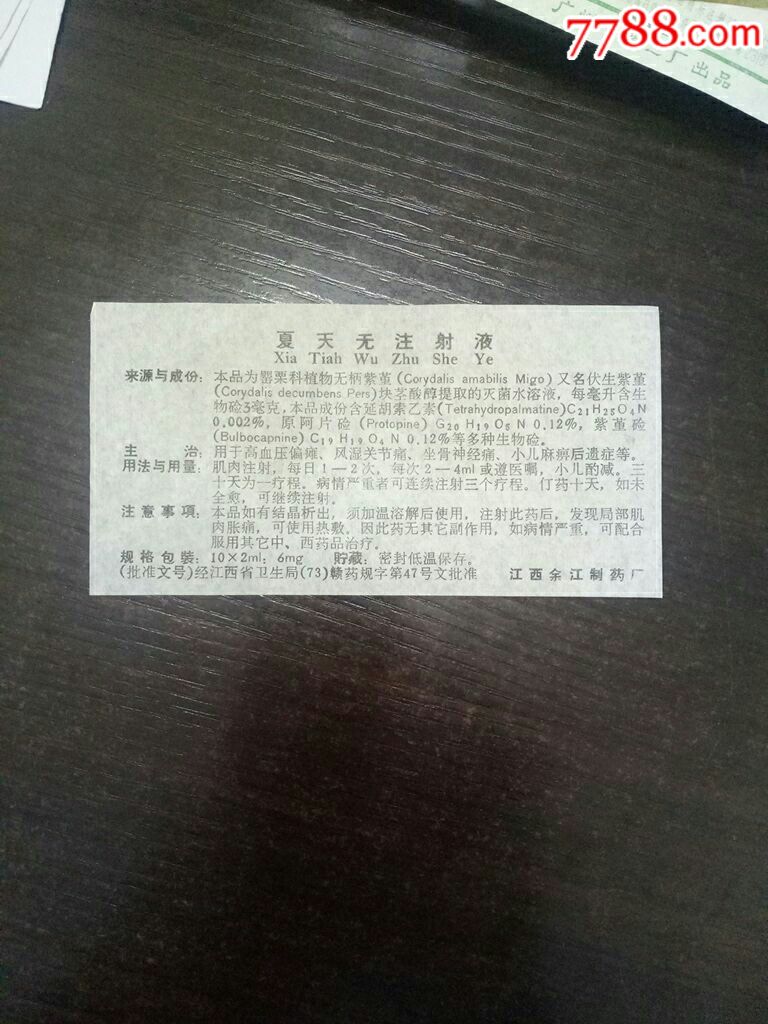 7788.com
出品
夏天无注射液
Xia Tiah Wu Zhu She Ye
来源与成份：本品为罂粟科植物无柄紫堇(Corydalis amabilis Migo)又名伏生紫堇
(Corydalis decumbens Pers)块茎酸醇提取的灭菌水溶液，每毫升含生
物硷3毫克，本品成份含延胡索乙素(Tetrahydropalmatine)C21H25O4N
0.002%，原阿片硷(Protopine) G20 H19 O5 N 0.12%，紫堇硷
(Bulbocapnine) C19 H19 O4 N 0.12%等多种生物硷。
主治：用于高血压偏瘫、风湿关节痛、坐骨神经痛、小儿麻痹后遗症等。
用法与用量：肌肉注射，每日1—2次，每次2—4ml或遵医嘱，小儿酌减。三
十天为一疗程。病情严重者可连续注射三个疗程。仃药十天，如未
全愈，可继续注射。
注意事项：本品如有结晶析出，须加温溶解后使用，注射此药后，发现局部肌
肉胀痛，可使用热敷。因此药无其它副作用，如病情严重，可配合
服用其它中、西药品治疗。
规格包装：10×2ml：6mg 贮藏：密封低温保存。
(批准文号)经江西省卫生局(73)赣药规字第47号文批准 江西余江制药厂